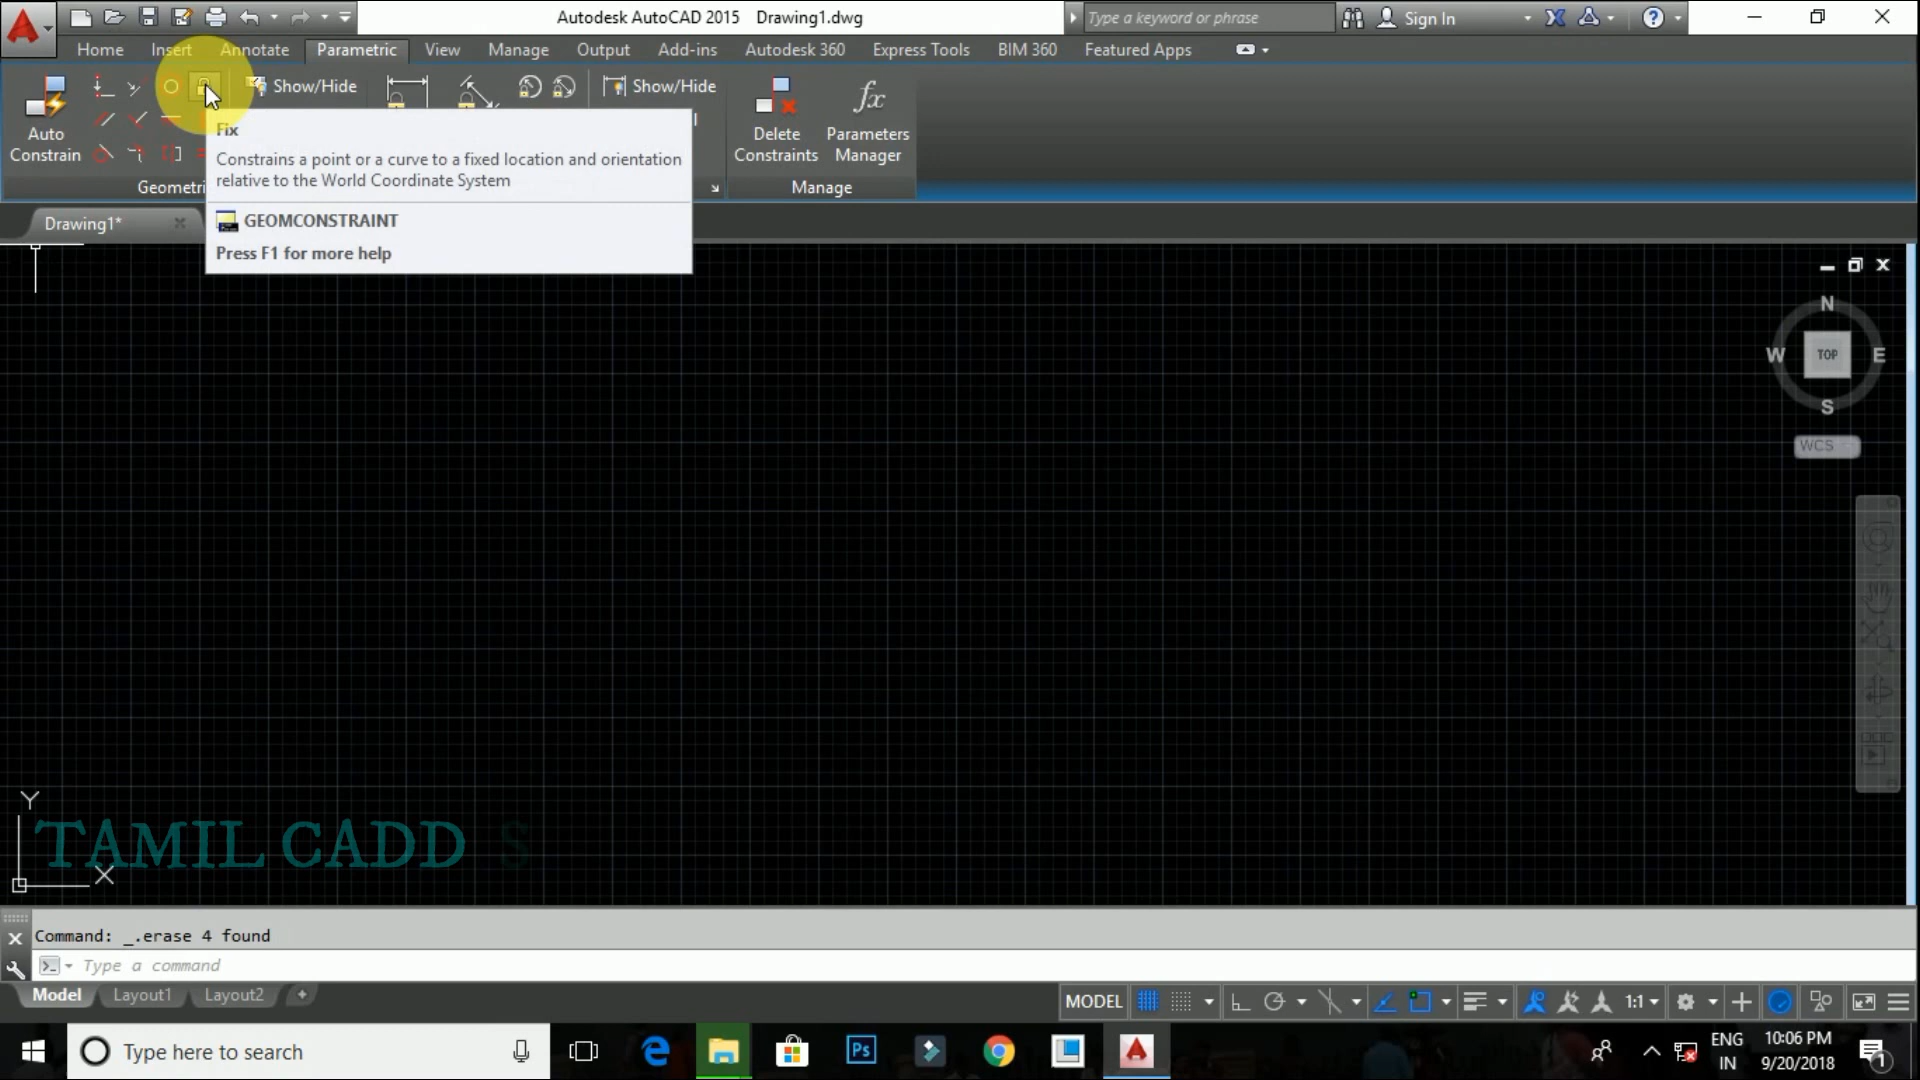 Autodesk AutoCAD 2015 Drawing1.dwg
Type a keyword or phrase
Sign In
Home Insert Annotate Parametric View Manage Output Add-ins Autodesk 360 Express Tools BIM 360 Featured Apps
Show/Hide
Show/Hide
Auto
Constrain
Delete
Constraints
Parameters
Manager
Geometri
Manage
Fix
Constrains a point or a curve to a fixed location and orientation
relative to the World Coordinate System
GEOMCONSTRAINT
Press F1 for more help
Drawing1*
N
W TOP E
S
WCS
Y
TAMIL CADD S
X
Command: _.erase 4 found
Type a command
Model Layout1 Layout2
MODEL
1:1
Type here to search
Ps
ENG
IN
10:06 PM
9/20/2018
1